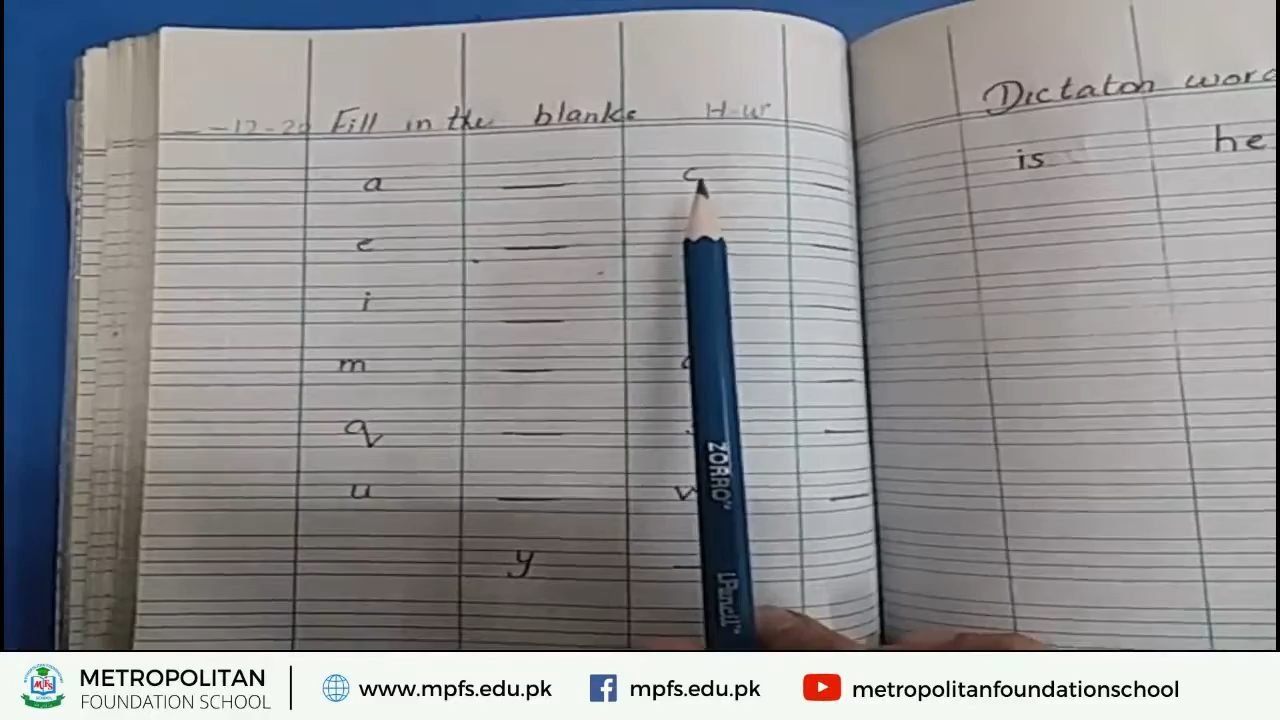 -12-20 Fill in the blanks H-w
Dictaton
is he
a c
e
i
m
q
u w
y
ZORRO
METROPOLITAN
FOUNDATION SCHOOL
www.mpfs.edu.pk
mpfs.edu.pk
metropolitanfoundationschool